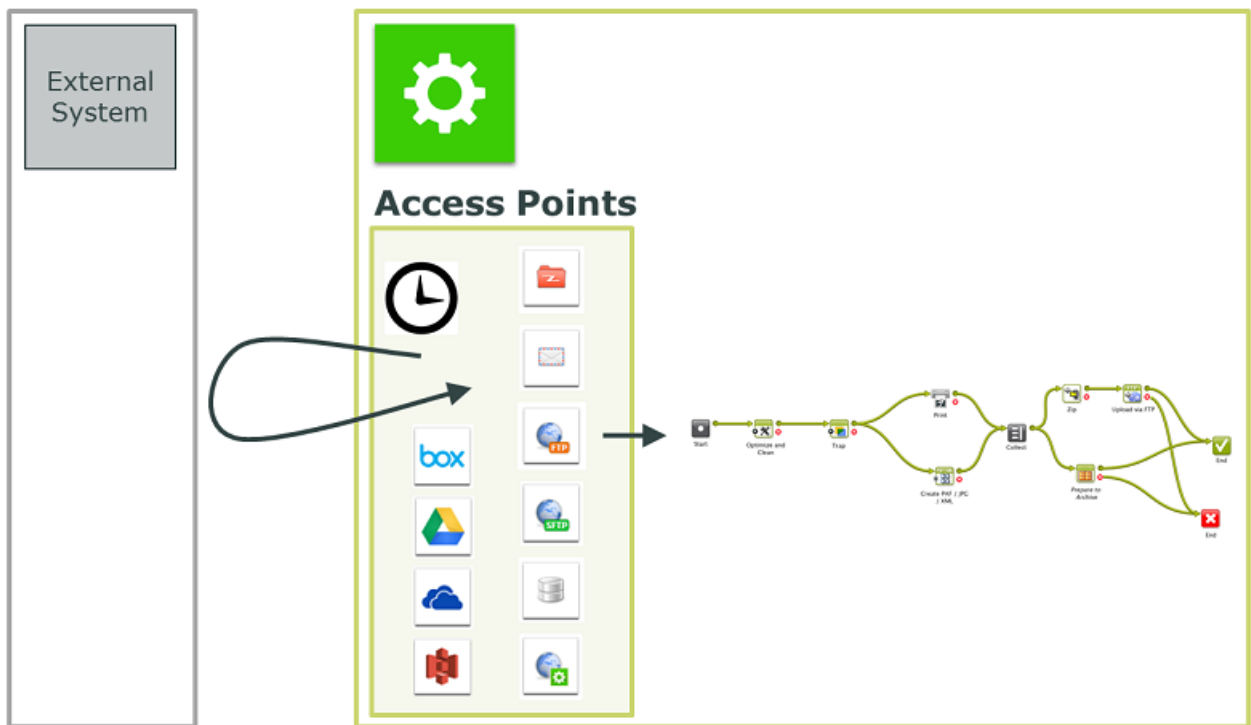 External
System
Access Points
box
FTP
SFTP
Start
Optimize and
Clean
Trap
Print
Create PAF / JPG
/ XML
Collect
Zip
Upload via FTP
Prepare to
Archive
End
End